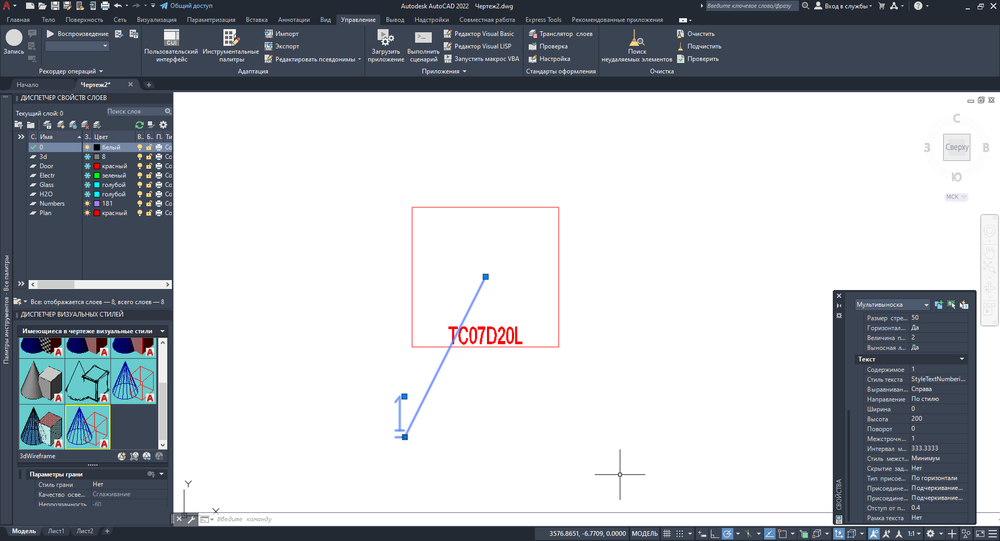 Общий доступ
Autodesk AutoCAD 2022 Чертеж2.dwg
Введите ключевое слово/фразу
Вход в службы
Главная Тело Поверхность Сеть Визуализация Параметризация Вставка Аннотации Вид Управление Вывод Надстройки Совместная работа Express Tools Рекомендованные приложения
Запись
Воспроизведение
Рекордер операций
CUI
Пользовательский интерфейс
Инструментальные палитры
Импорт
Экспорт
Редактировать псевдонимы
Адаптация
Загрузить приложение
Выполнить сценарий
Редактор Visual Basic
Редактор Visual LISP
Запустить макрос VBA
Приложения
Транслятор слоев
Проверка
Настройка
Стандарты оформления
Поиск неудаляемых элементов
Очистить
Подчистить
Проверить
Очистка
Начало Чертеж2*
ДИСПЕТЧЕР СВОЙСТВ СЛОЕВ
Текущий слой: 0
Поиск слоя
С. Имя З.. Цвет В.. Б.. П. Ти
0 белый Co
3d 8 Co
Door красный Co
Electr зеленый Co
Glass голубой Co
H2O голубой Co
Numbers 181 Co
Plan красный Co
Все: отображается слоев — 8, всего слоев — 8
ДИСПЕТЧЕР ВИЗУАЛЬНЫХ СТИЛЕЙ
Имеющиеся в чертеже визуальные стили
3dWireframe
Параметры грани
Стиль грани Нет
Качество осве... Сглаживание
Непрозрачность -60
Палитры инструментов - Все палитры
TC07D20L
1
Y
X
С
З
Сверху
В
Ю
МСК
Мультивыноска
Размер стре... 50
Горизонтал... Да
Величина п... 2
Выносная л... Да
Текст
Содержимое 1
Стиль текста StyleTextNumberi...
Выравниван... Справа
Направление По стилю
Ширина 0
Высота 200
Поворот 0
Межстрочн... 1
Интервал м... 333.3333
Стиль межст... Минимум
Скрытие зад... Нет
Тип присое... По горизонтали
Присоедине... Подчеркивание...
Присоедине... Подчеркивание...
Отступ от п... 0.4
Рамка текста Нет
СВОЙСТВА
Введите команду
Модель Лист1 Лист2
3576.8651, -6.7709, 0.0000 МОДЕЛЬ
1:1